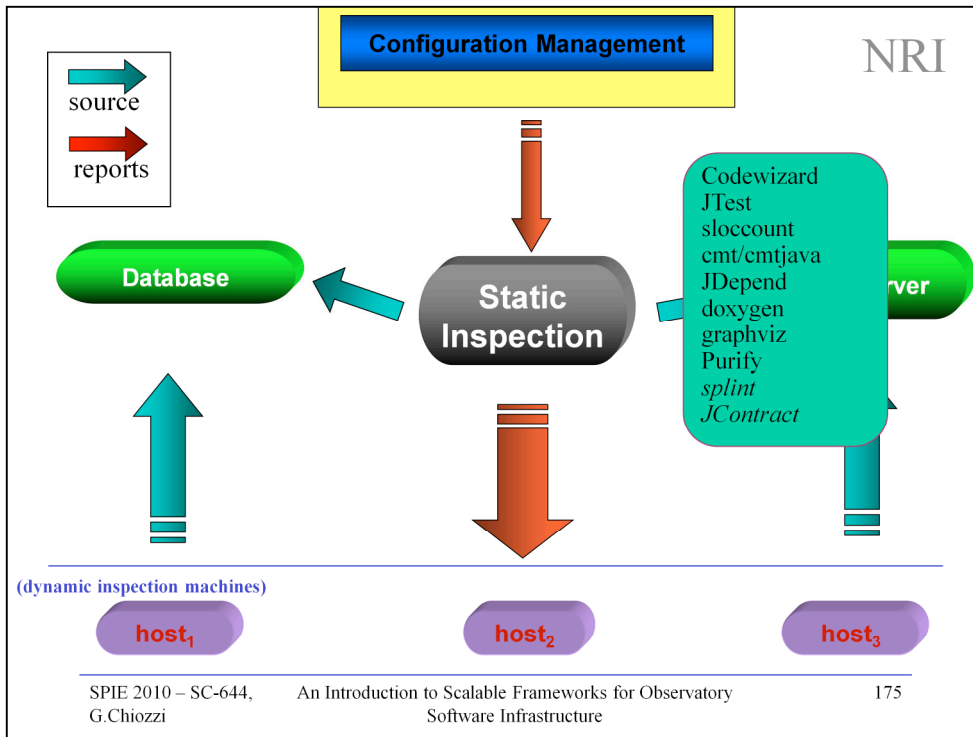 Configuration Management
NRI
source
reports
Codewizard
JTest
sloccount
cmt/cmtjava
JDepend
doxygen
graphviz
Purify
splint
JContract
Database
Static
Inspection
(dynamic inspection machines)
host1
host2
host3
SPIE 2010 – SC-644,
G.Chiozzi
An Introduction to Scalable Frameworks for Observatory
Software Infrastructure
175